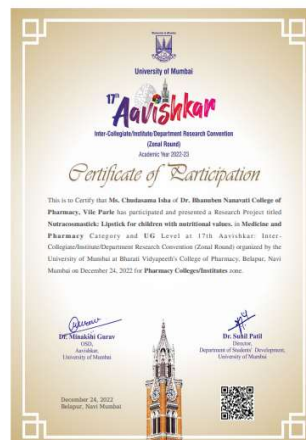 University of Mumbai
17th
Aavishkar
Inter-Collegiate/Institute/Department Research Convention
(Zonal Round)
Academic Year 2022-23
Certificate of Participation
This is to Certify that Ms. Chudasama Isha of Dr. Bhanuben Nanavati College of
Pharmacy, Vile Parle has participated and presented a Research Project titled
Nutracosmastick: Lipstick for children with nutritional values, in Medicine and
Pharmacy Category and UG Level at 17th Aavishkar: Inter-
Collegiate/Institute/Department Research Convention (Zonal Round) organized by the
University of Mumbai at Bharati Vidyapeeth's College of Pharmacy, Belapur, Navi
Mumbai on December 24, 2022 for Pharmacy Colleges/Institutes zone.
Dr. Minakshi Gurav
OSD,
Aavishkar,
University of Mumbai
Dr. Sunil Patil
Director,
Department of Students' Development,
University of Mumbai
December 24, 2022
Belapur, Navi Mumbai